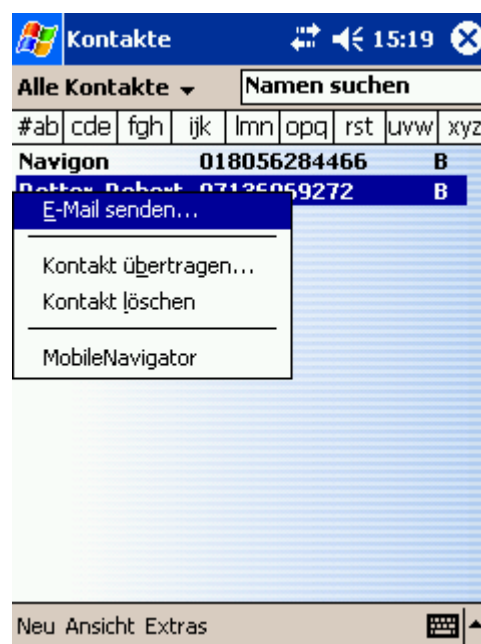 Kontakte 15:19
Alle Kontakte Namen suchen
#ab cde fgh ijk lmn opq rst uvw xyz
Navigon 018056284466 B
B
E-Mail senden...
Kontakt übertragen...
Kontakt löschen
MobileNavigator
Neu Ansicht Extras